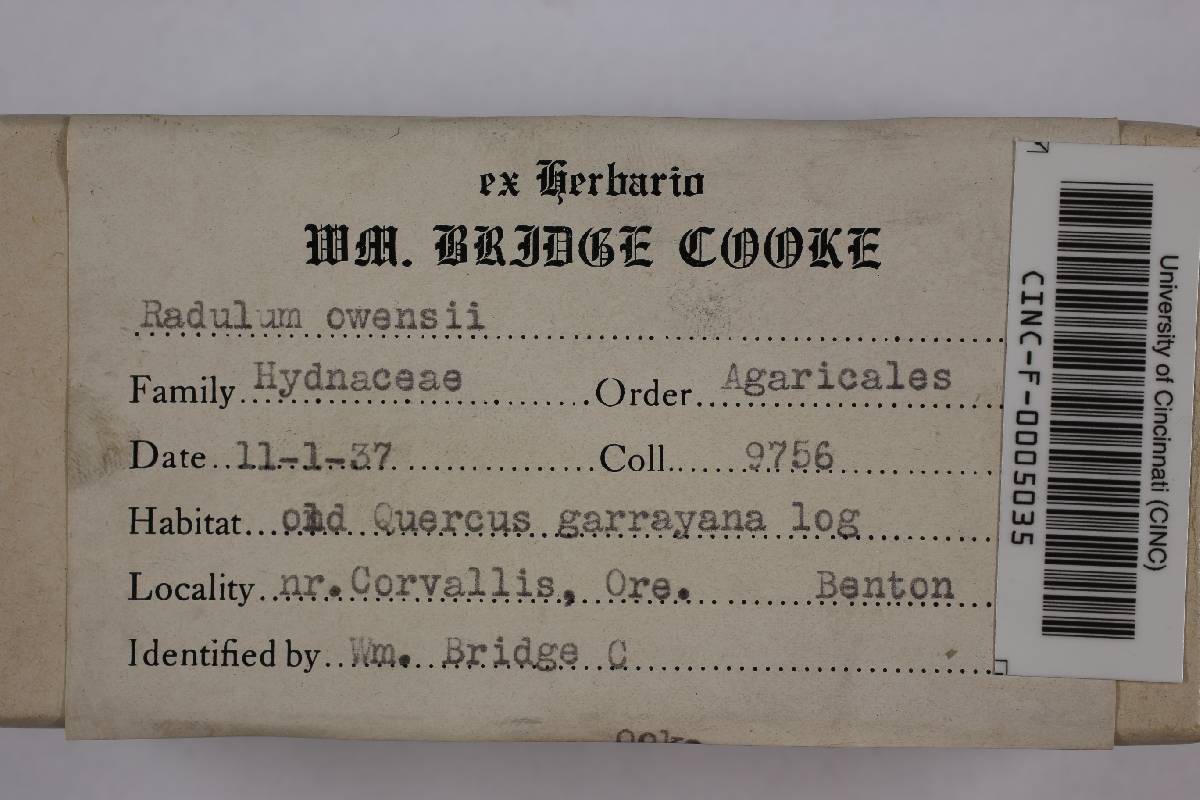 ex Herbario
WM. BRIDGE COOKE
Radulum owensii
Family Hydnaceae Order Agaricales
Date 11-1-37 Coll. 9756
Habitat Quercus garrayana log
Locality nr. Corvallis, Ore. Benton
Identified by Wm. Bridge C
University of Cincinnati (CINC)
CINC-F-0005035